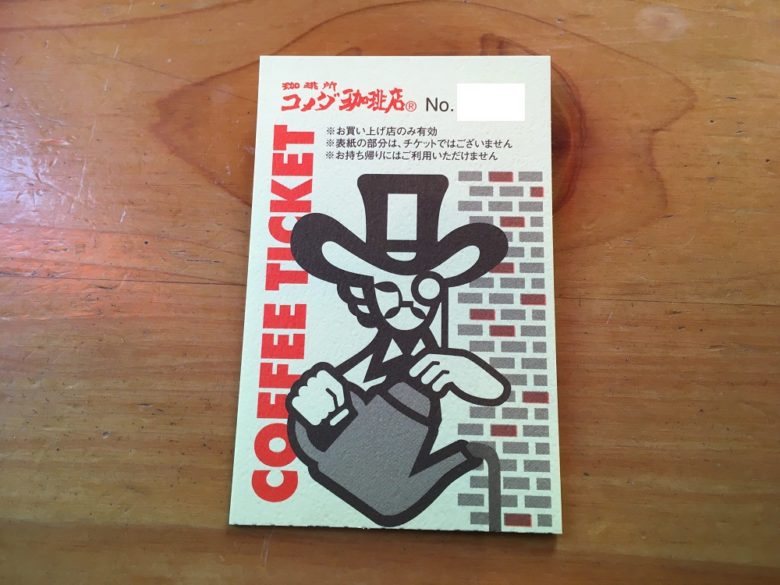 珈琲所
コメダ珈琲店® No.
※お買い上げ店のみ有効
※表紙の部分は、チケットではございません
※お持ち帰りにはご利用いただけません
COFFEE TICKET